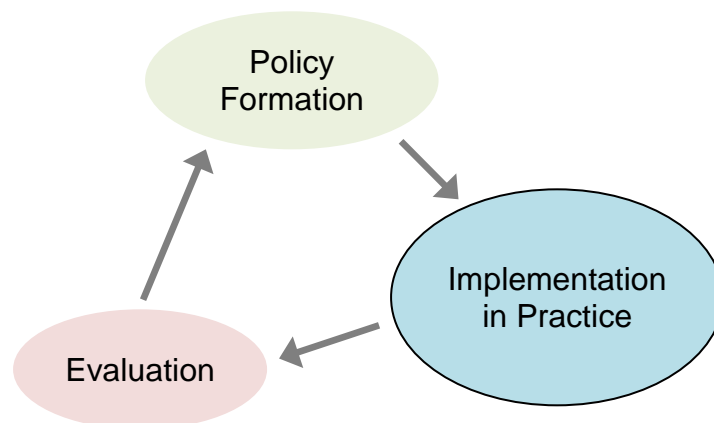 Policy
Formation
Implementation
in Practice
Evaluation